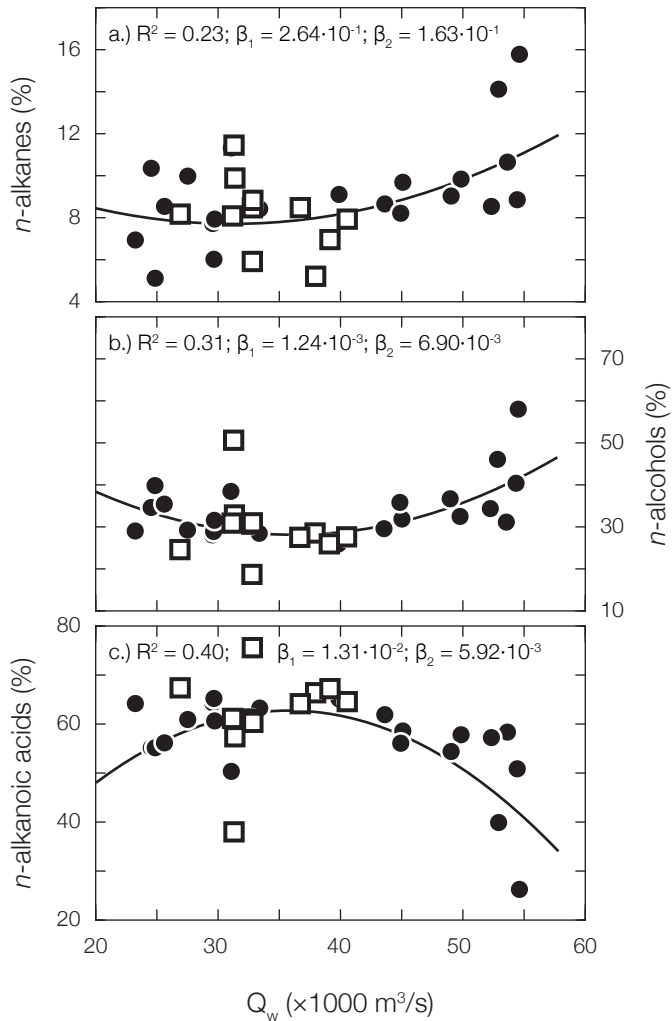 a.) R² = 0.23; β₁ = 2.64·10⁻¹; β₂ = 1.63·10⁻¹
16
12
8
4
n-alkanes (%)
b.) R² = 0.31; β₁ = 1.24·10⁻³; β₂ = 6.90·10⁻³
70
50
30
10
n-alcohols (%)
c.) R² = 0.40; β₁ = 1.31·10⁻²; β₂ = 5.92·10⁻³
80
60
40
20
n-alkanoic acids (%)
20 30 40 50 60
Q_w (×1000 m³/s)